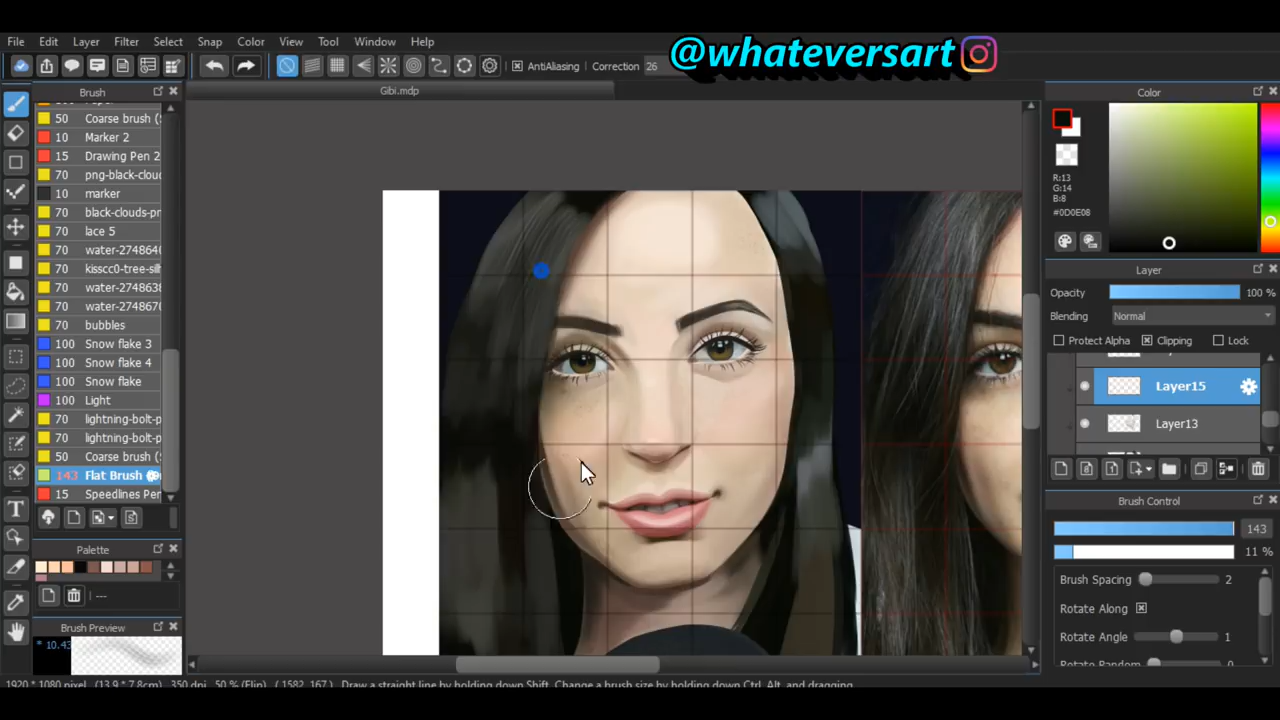 @whateversart
File Edit Layer Filter Select Snap Color View Tool Window Help
AntiAliasing Correction 26
Brush
Gibi.mdp
Color
50 Coarse brush (
10 Marker 2
15 Drawing Pen 2
70 png-black-cloud
10 marker
70 black-clouds-pr
70 lace 5
70 water-2748640
70 kisscc0-tree-sil
70 water-274863
70 water-274867
70 bubbles
100 Snow flake 3
100 Snow flake 4
100 Snow flake
100 Light
70 lightning-bolt-p
70 lightning-bolt-p
50 Coarse brush (
143 Flat Brush
15 Speedlines Pen
R:13
G:14
B:8
#0D0E08
Layer
Opacity 100 %
Blending Normal
Protect Alpha Clipping Lock
Layer15
Layer13
Brush Control
143
11 %
Brush Spacing 2
Rotate Along
Rotate Angle 1
Rotate Random 0
Palette
---
Brush Preview
* 10.43
1920 * 1080 pixel (13.9 * 7.8cm) 350 dpi 50 % (Flip) ( 1582, 167 ) Draw a straight line by holding down Shift, Change a brush size by holding down Ctrl, Alt, and dragging